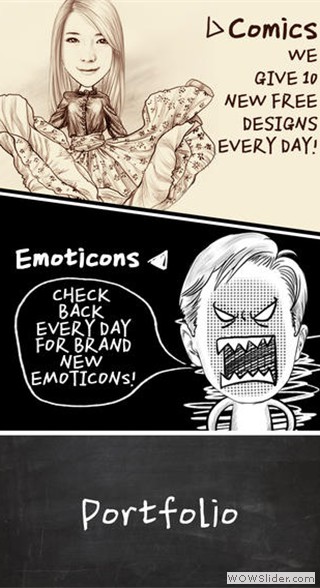 Comics
WE
GIVE 10
NEW FREE
DESIGNS
EVERY DAY!
Emoticons
CHECK
BACK
EVERY DAY
FOR BRAND
NEW
EMOTICONS!
Portfolio
WOWSlider.com